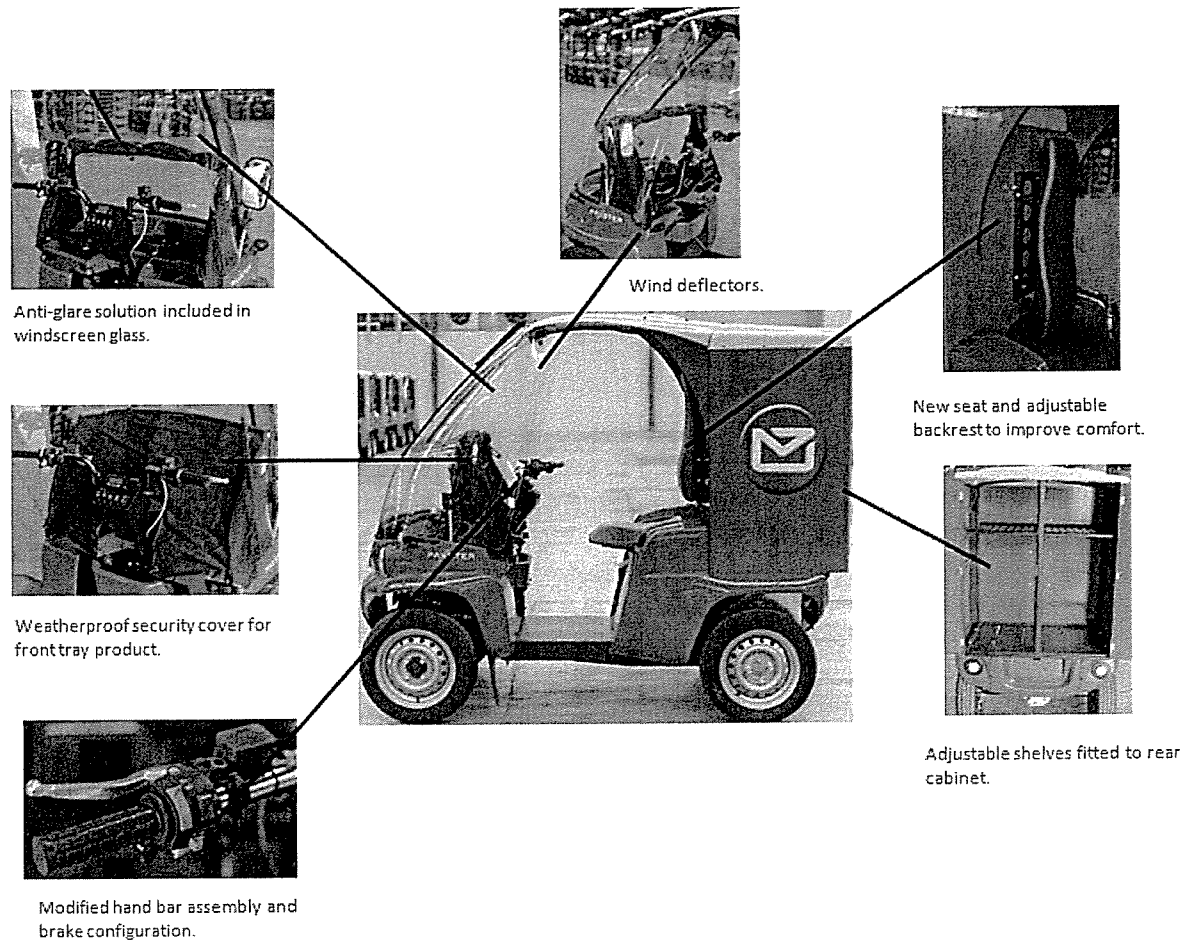 Wind deflectors.
Anti-glare solution included in
windscreen glass.
New seat and adjustable
backrest to improve comfort.
PAXSTER
Weatherproof security cover for
front tray product.
Adjustable shelves fitted to rear
cabinet.
Modified hand bar assembly and
brake configuration.